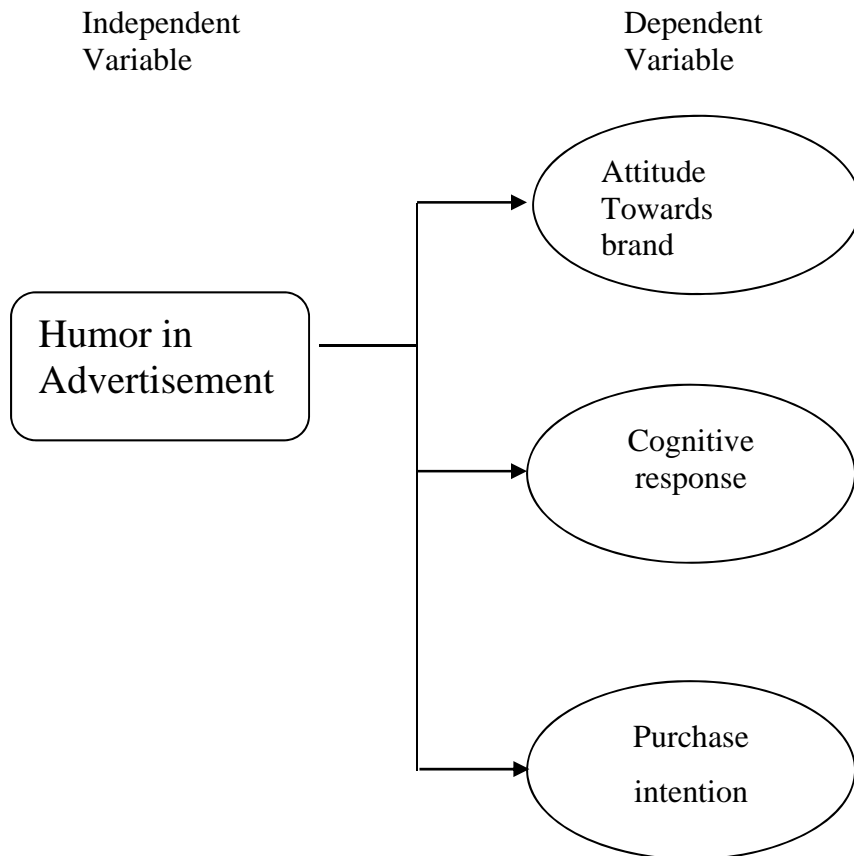 Independent
Variable
Dependent
Variable
Attitude
Towards
brand
Humor in
Advertisement
Cognitive
response
Purchase
intention